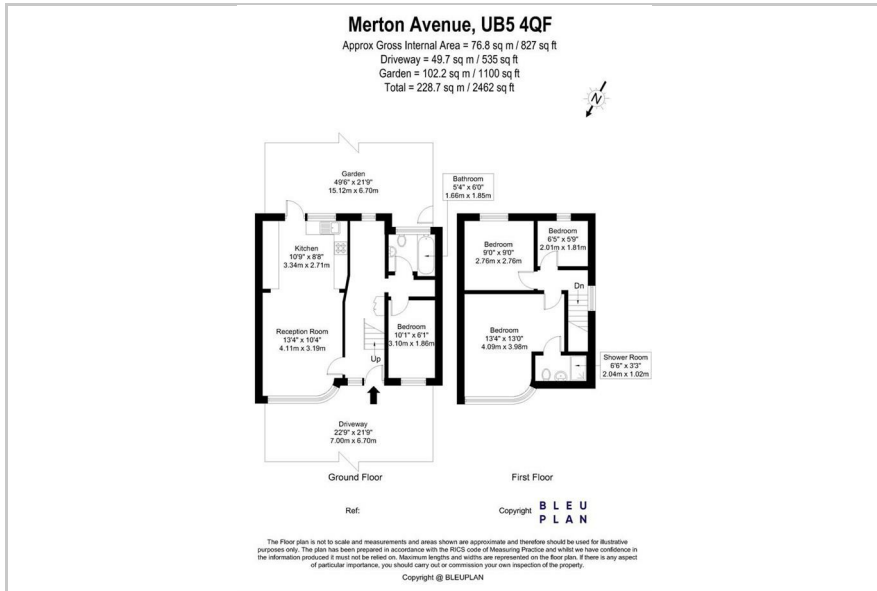 Merton Avenue, UB5 4QF
Approx Gross Internal Area = 76.8 sq m / 827 sq ft
Driveway = 49.7 sq m / 535 sq ft
Garden = 102.2 sq m / 1100 sq ft
Total = 228.7 sq m / 2462 sq ft
N
Garden
49'6" x 21'9"
15.12m x 6.70m
Bathroom
5'4" x 6'0"
1.66m x 1.85m
Kitchen
10'9" x 8'8"
3.34m x 2.71m
Reception Room
13'4" x 10'4"
4.11m x 3.19m
Bedroom
10'1" x 6'1"
3.10m x 1.86m
Up
Driveway
22'9" x 21'9"
7.00m x 6.70m
Ground Floor
Bedroom
9'0" x 9'0"
2.76m x 2.76m
Bedroom
6'5" x 5'9"
2.01m x 1.81m
Dn
Bedroom
13'4" x 13'0"
4.09m x 3.98m
Shower Room
6'6" x 3'3"
2.04m x 1.02m
First Floor
Ref:
Copyright
BLEU
PLAN
The Floor plan is not to scale and measurements and areas shown are approximate and therefore should be used for illustrative
purposes only. The plan has been prepared in accordance with the RICS code of Measuring Practice and whilst we have confidence in
the information produced it must not be relied on. Maximum lengths and widths are represented on the floor plan. If there is any aspect
of particular importance, you should carry out or commission your own inspection of the property.
Copyright @ BLEUPLAN